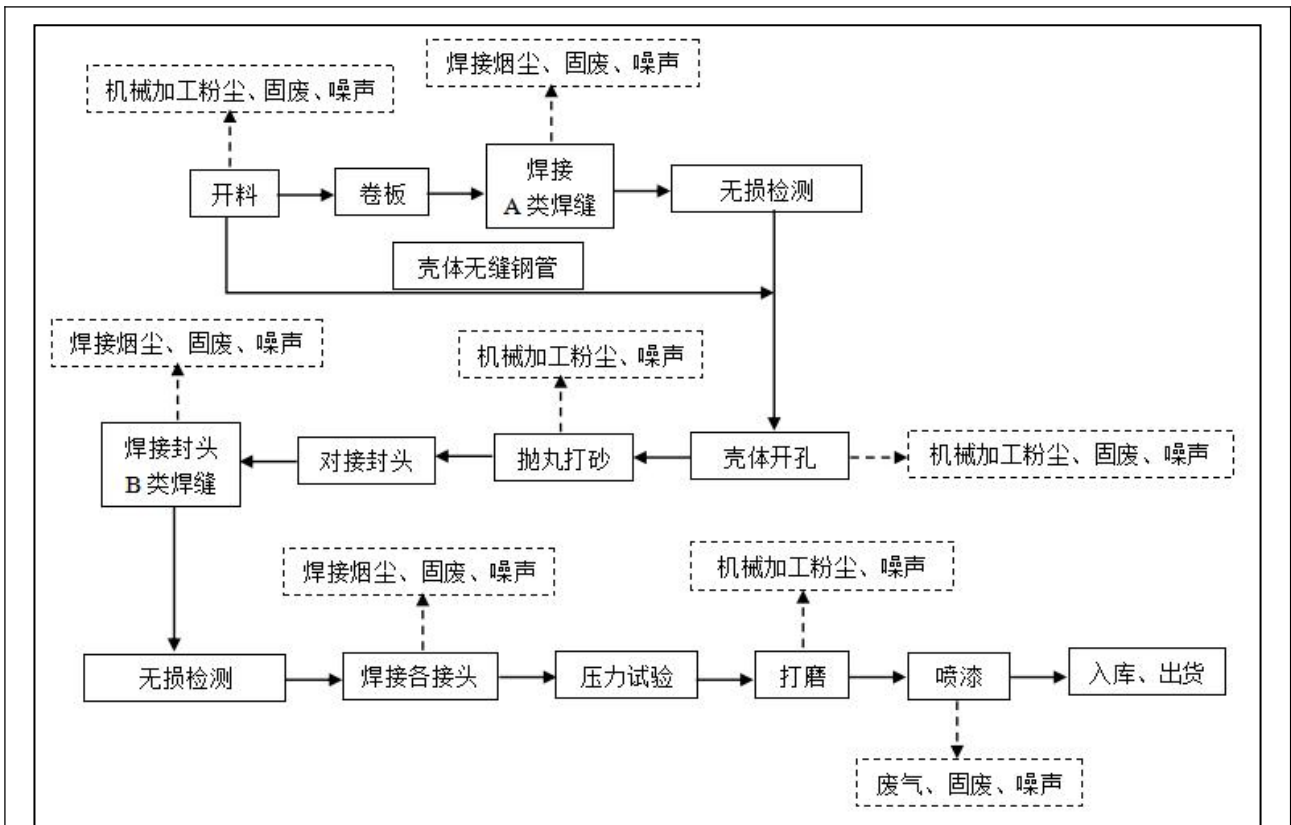 焊接烟尘、固废、噪声
机械加工粉尘、固废、噪声
开料
卷板
焊接
A 类焊缝
无损检测
壳体无缝钢管
焊接烟尘、固废、噪声
机械加工粉尘、噪声
焊接封头
B 类焊缝
对接封头
抛丸打砂
壳体开孔
机械加工粉尘、固废、噪声
焊接烟尘、固废、噪声
机械加工粉尘、噪声
无损检测
焊接各接头
压力试验
打磨
喷漆
入库、出货
废气、固废、噪声